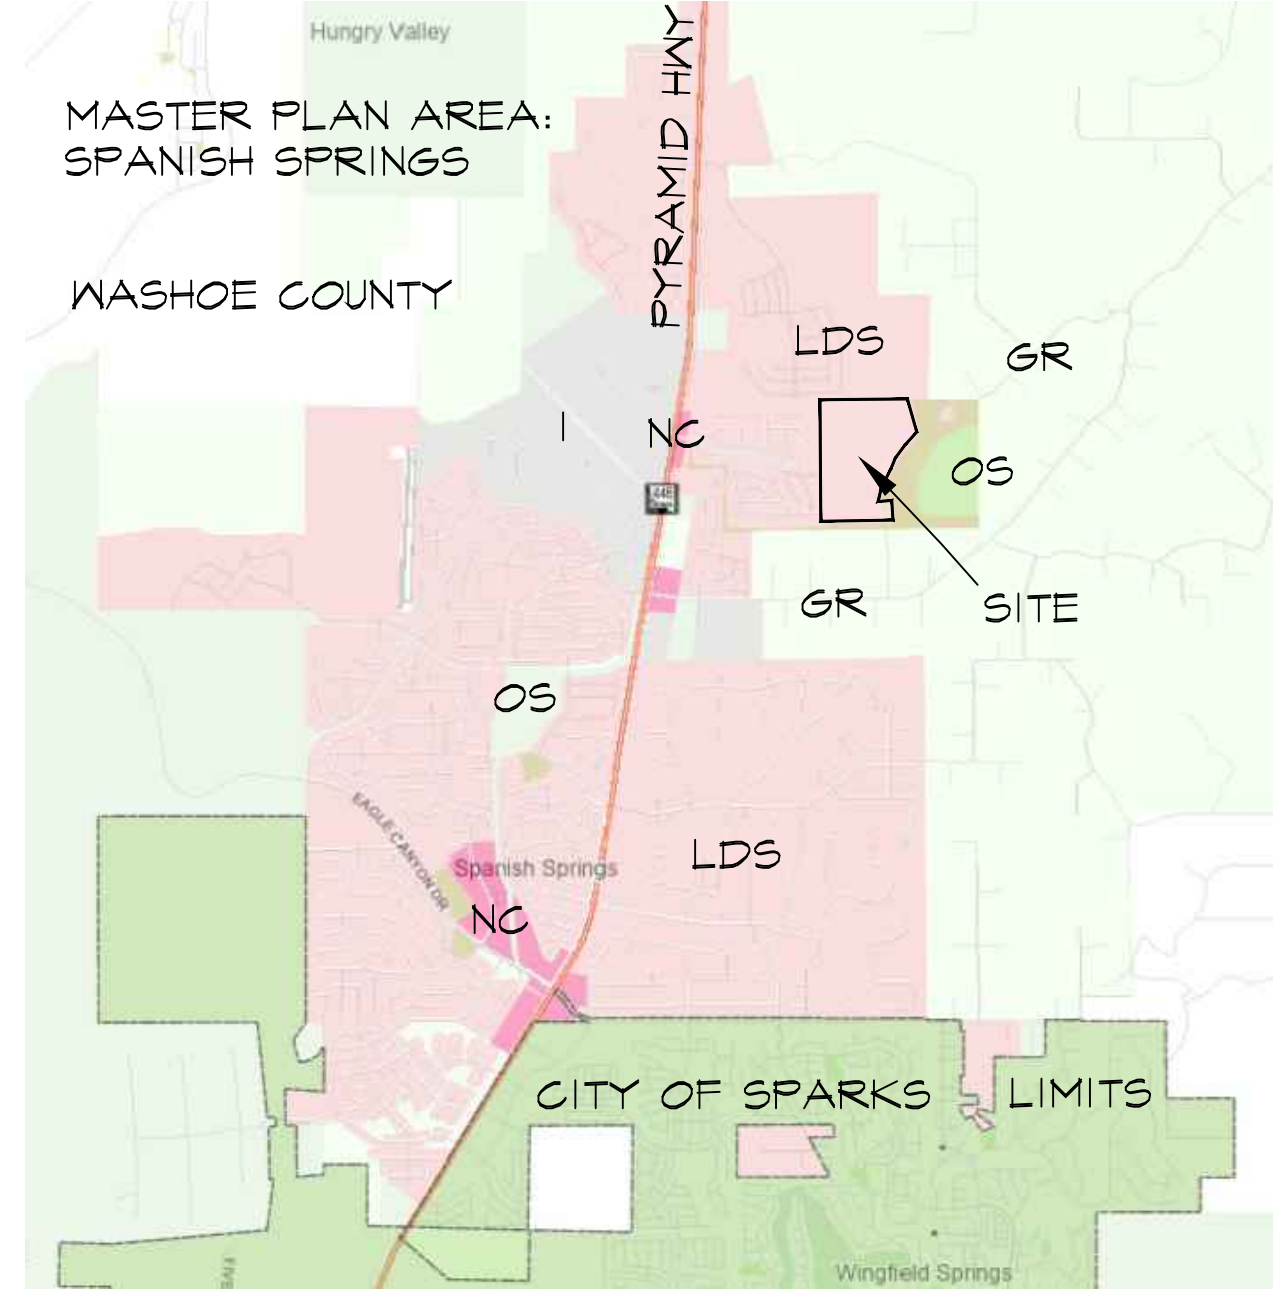 Hungry Valley
PYRAMID HWY
MASTER PLAN AREA:
SPANISH SPRINGS
WASHOE COUNTY
LDS
GR
I
NC
OS
GR
SITE
OS
EAGLE CANYON DR
LDS
Spanish Springs
NC
CITY OF SPARKS LIMITS
Wingfield Springs